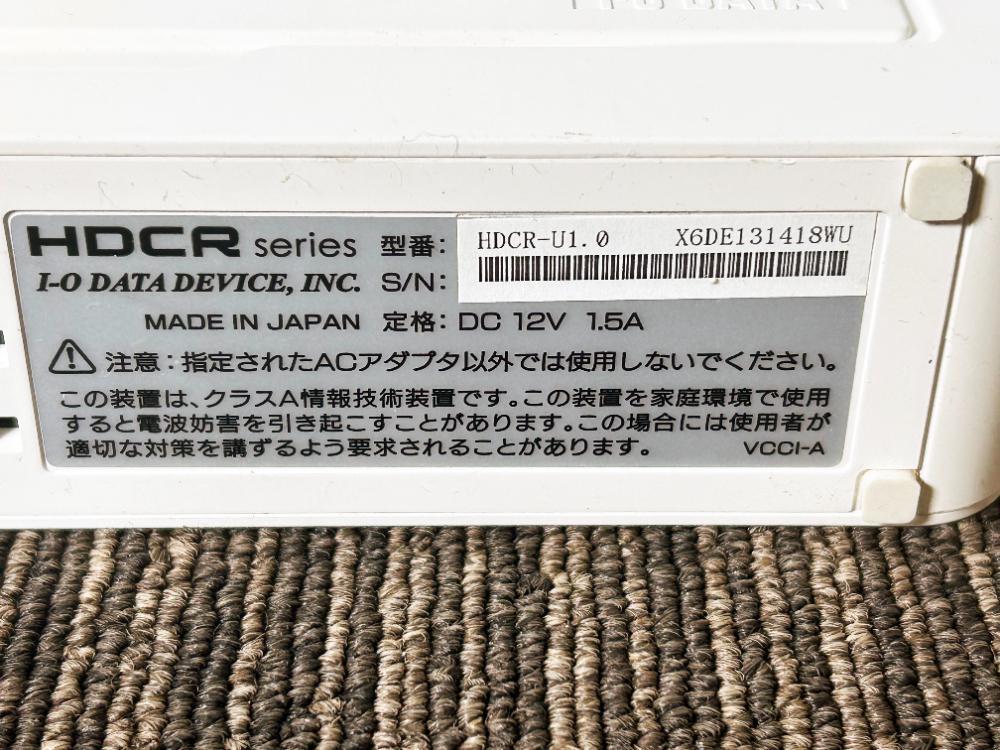 I-O DATA
HDCR series 型番: HDCR-U1.0 X6DE131418WU
I-O DATA DEVICE, INC. S/N:
MADE IN JAPAN 定格: DC 12V 1.5A
注意:指定されたACアダプタ以外では使用しないでください。
この装置は、クラスA情報技術装置です。この装置を家庭環境で使用
すると電波妨害を引き起こすことがあります。この場合には使用者が
適切な対策を講ずるよう要求されることがあります。 VCCI-A